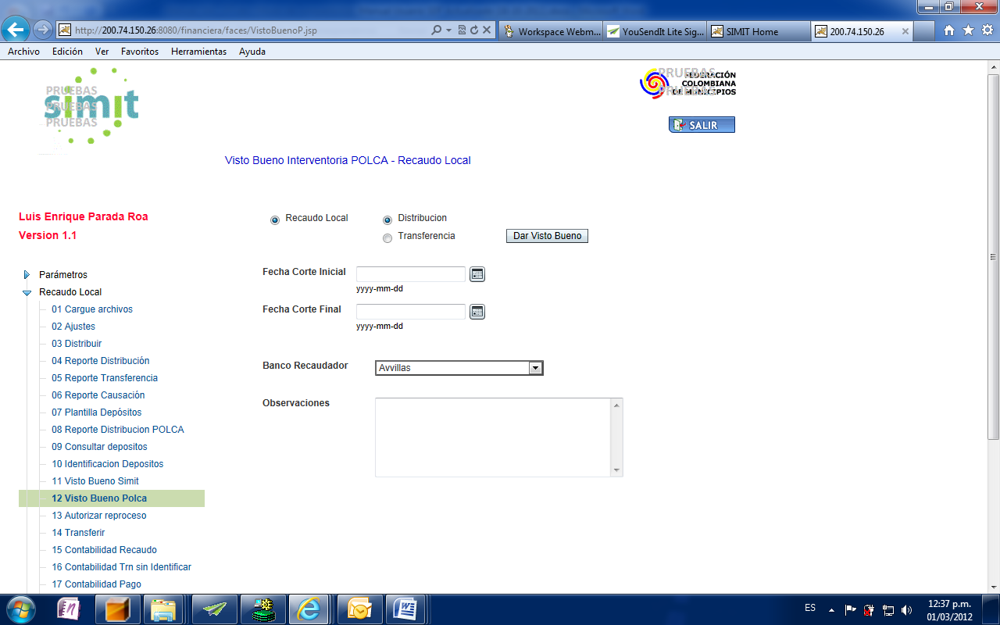 http://200.74.150.26:8080/financiera/faces/VistoBuenoP.jsp
Workspace Webm...
YouSendIt Lite Sig...
SIMIT Home
200.74.150.26
Archivo Edición Ver Favoritos Herramientas Ayuda
PRUEBAS
simit
PRUEBAS
PRUEBAS
PRUEBAS
FEDERACIÓN
COLOMBIANA
DE MUNICIPIOS
PRUEBAS
SALIR
Visto Bueno Interventoria POLCA - Recaudo Local
Luis Enrique Parada Roa
Version 1.1
Recaudo Local
Distribucion
Transferencia
Dar Visto Bueno
Fecha Corte Inicial
yyyy-mm-dd
Fecha Corte Final
yyyy-mm-dd
Banco Recaudador
Avvillas
Observaciones
Parámetros
Recaudo Local
01 Cargue archivos
02 Ajustes
03 Distribuir
04 Reporte Distribución
05 Reporte Transferencia
06 Reporte Causación
07 Plantilla Depósitos
08 Reporte Distribucion POLCA
09 Consultar depositos
10 Identificacion Depositos
11 Visto Bueno Simit
12 Visto Bueno Polca
13 Autorizar reproceso
14 Transferir
15 Contabilidad Recaudo
16 Contabilidad Trn sin Identificar
17 Contabilidad Pago
ES
12:37 p.m.
01/03/2012